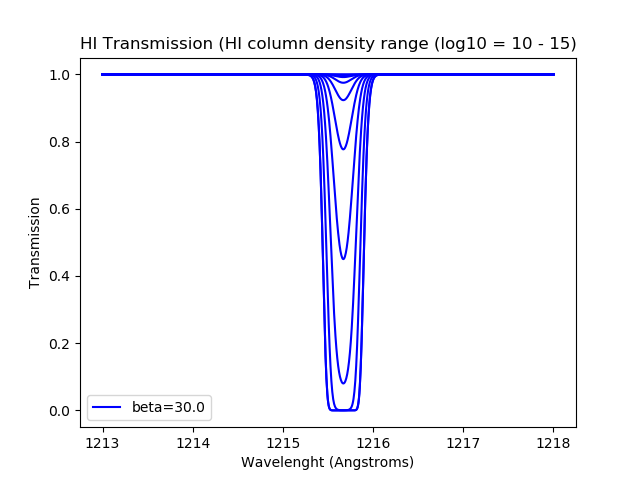 HI Transmission (HI column density range (log10 = 10 - 15)
1.0
0.8
0.6
0.4
0.2
0.0
Transmission
beta=30.0
1213 1214 1215 1216 1217 1218
Wavelenght (Angstroms)